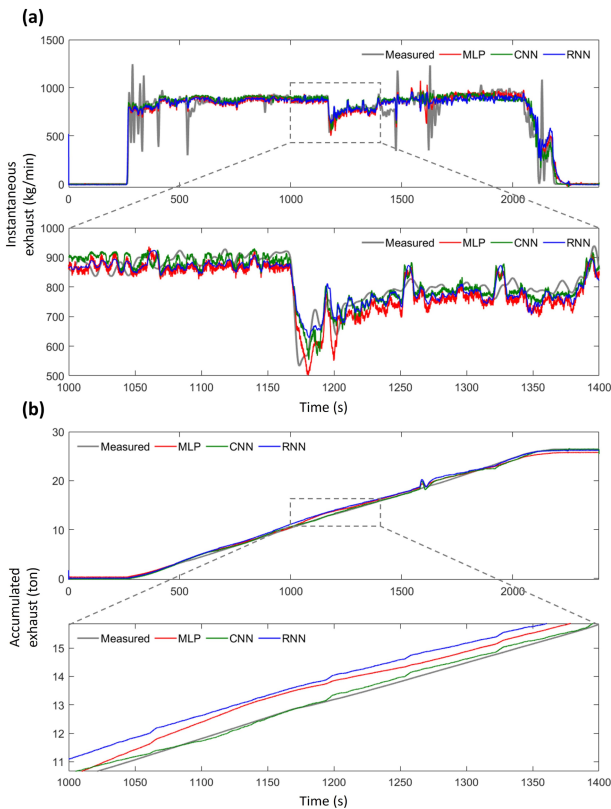 (a)
Instantaneous
exhaust (kg/min)
1500
1000
500
0
Measured MLP CNN RNN
0 500 1000 1500 2000
1000
900
800
700
600
500
Measured MLP CNN RNN
1000 1050 1100 1150 1200 1250 1300 1350 1400
Time (s)
(b)
Accumulated
exhaust (ton)
30
20
10
0
Measured MLP CNN RNN
0 500 1000 1500 2000
15
14
13
12
11
Measured MLP CNN RNN
1000 1050 1100 1150 1200 1250 1300 1350 1400
Time (s)